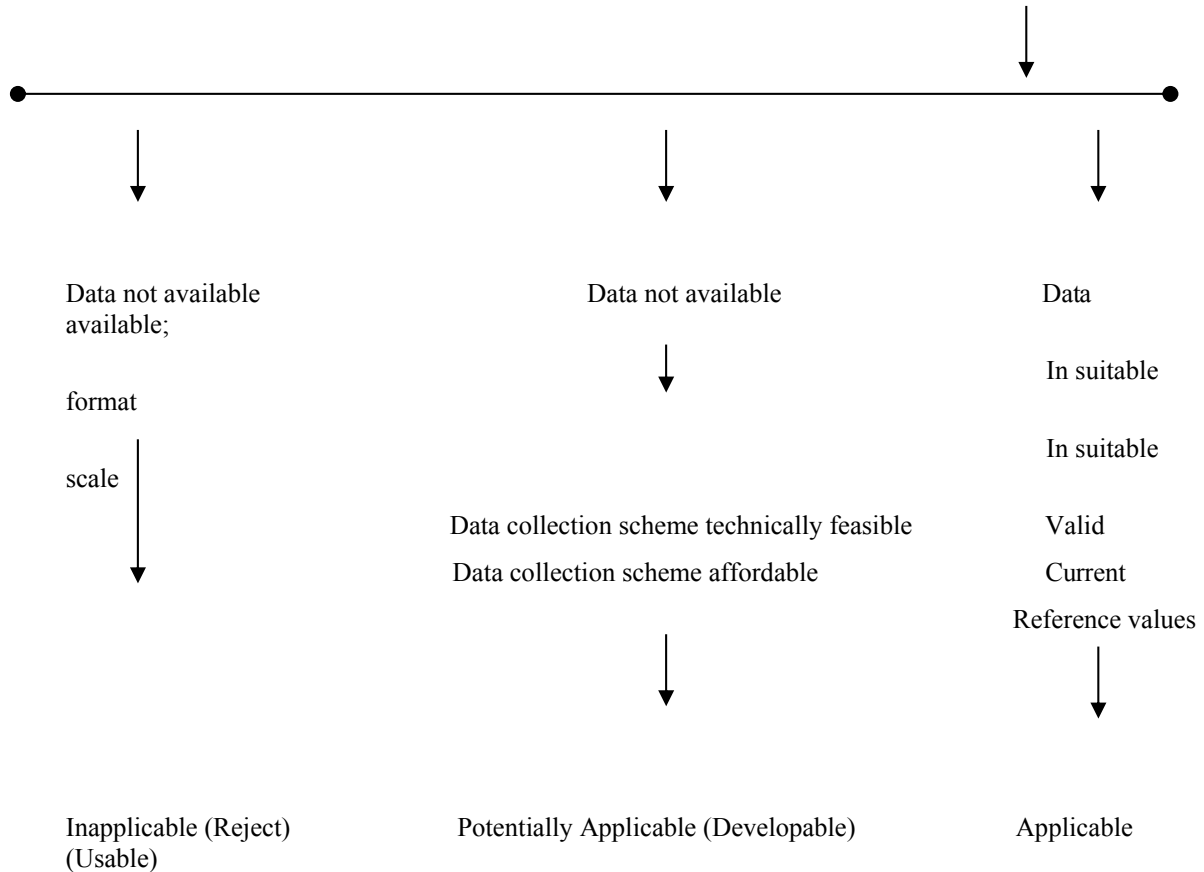 Data not available Data not available Data
available;
In suitable
format
In suitable
scale
Data collection scheme technically feasible Valid
Data collection scheme affordable Current
Reference values
Inapplicable (Reject) Potentially Applicable (Developable) Applicable
(Usable)